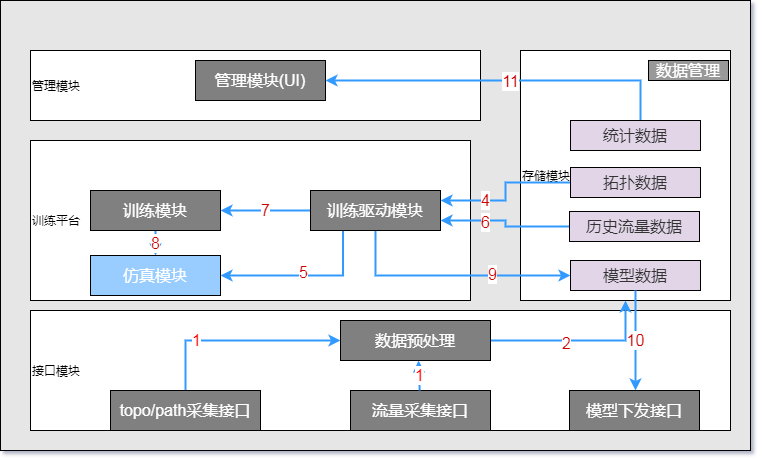 管理模块
管理模块(UI)
11
数据管理
统计数据
存储模块
拓扑数据
历史流量数据
模型数据
训练平台
训练模块
7
训练驱动模块
4
6
8
仿真模块
5
9
接口模块
1
数据预处理
2
10
1
topo/path采集接口
流量采集接口
模型下发接口